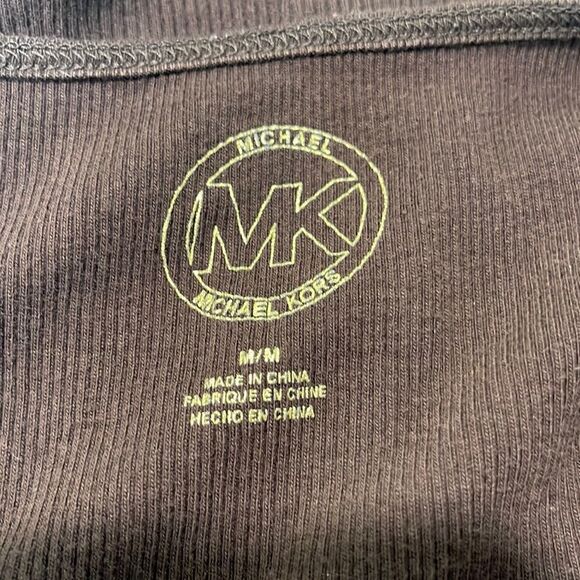 MICHAEL
MK
MICHAEL KORS
M/M
MADE IN CHINA
FABRIQUE EN CHINE
HECHO EN CHINA